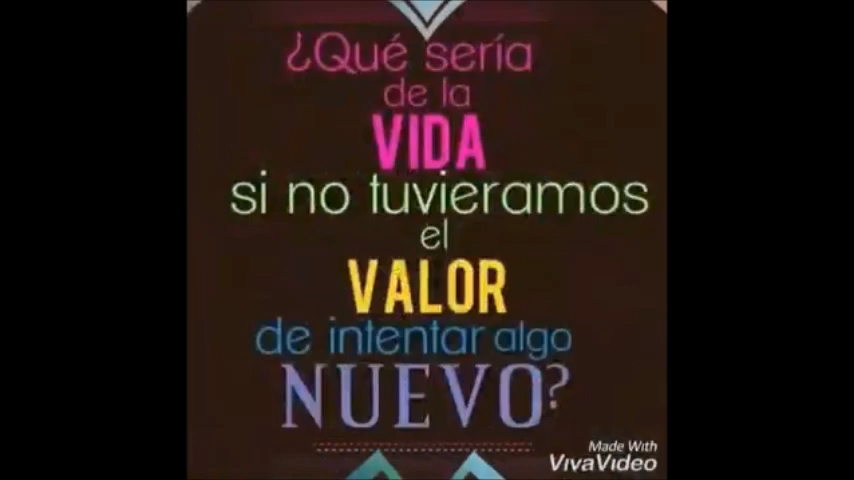 ¿Qué sería
de la
VIDA
si no tuvieramos
el
VALOR
de intentar algo
NUEVO?
Made With
VivaVideo